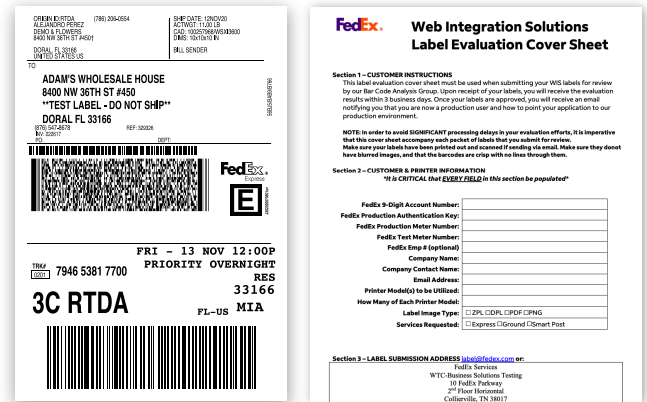 ORIGIN ID:RTDA (786) 206-0554
ALEJANDRO PEREZ
DEMO & FLOWERS
8400 NW 36TH ST #450†
DORAL, FL 33166
UNITED STATES US
SHIP DATE: 12NOV20
ACTWGT: 11.00 LB
CAD: 100257968/WSXI3600
DIMS: 10x10x10 IN
BILL SENDER
TO
ADAM'S WHOLESALE HOUSE
8400 NW 36TH ST #450
**TEST LABEL - DO NOT SHIP**
DORAL FL 33166
(876) 547-8678 REF: 329326
INV: 222617
PO: DEPT:
FedEx.
Express
E
FRI - 13 NOV 12:00P
PRIORITY OVERNIGHT
TRK#
0201 7946 5381 7700
RES
33166
3C RTDA
FL-US MIA
FedEx.
Web Integration Solutions
Label Evaluation Cover Sheet
Section 1 – CUSTOMER INSTRUCTIONS
This label evaluation cover sheet must be used when submitting your WIS labels for review
by our Bar Code Analysis Group. Upon receipt of your labels, you will receive the evaluation
results within 3 business days. Once your labels are approved, you will receive an email
notifying you that you are now a production user and how to point your application to our
production environment.
NOTE: In order to avoid SIGNIFICANT processing delays in your evaluation efforts, it is imperative
that this cover sheet accompany each packet of labels that you submit for review.
Make sure your labels have been printed out and scanned if sending via email. Make sure they donot
have blurred images, and that the barcodes are crisp with no lines through them.
Section 2 – CUSTOMER & PRINTER INFORMATION
*It is CRITICAL that EVERY FIELD in this section be populated*
FedEx 9-Digit Account Number:
FedEx Production Authentication Key:
FedEx Production Meter Number:
FedEx Test Meter Number:
FedEx Emp # (optional)
Company Name:
Company Contact Name:
Email Address:
Printer Model(s) to be Utilized:
How Many of Each Printer Model:
Label Image Type: ☐ZPL ☐DPL ☐PDF ☐PNG
Services Requested: ☐Express ☐Ground ☐Smart Post
Section 3 – LABEL SUBMISSION ADDRESS label@fedex.com or:
FedEx Services
WTC-Business Solutions Testing
10 FedEx Parkway
2nd Floor Horizontal
Collierville, TN 38017